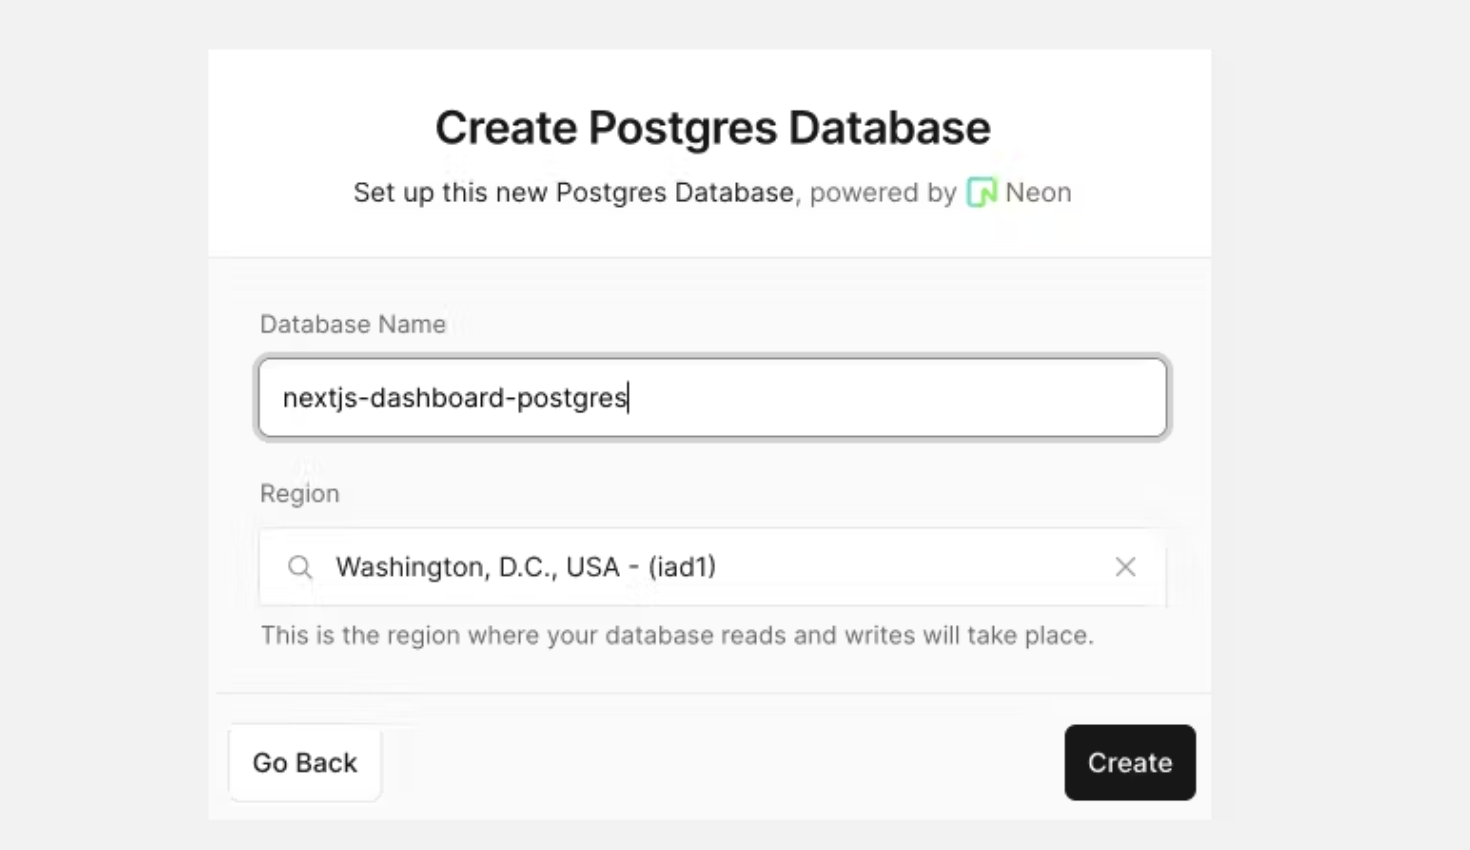 Create Postgres Database
Set up this new Postgres Database, powered by Neon
Database Name
nextjs-dashboard-postgres
Region
Washington, D.C., USA - (iad1)
This is the region where your database reads and writes will take place.
Go Back
Create